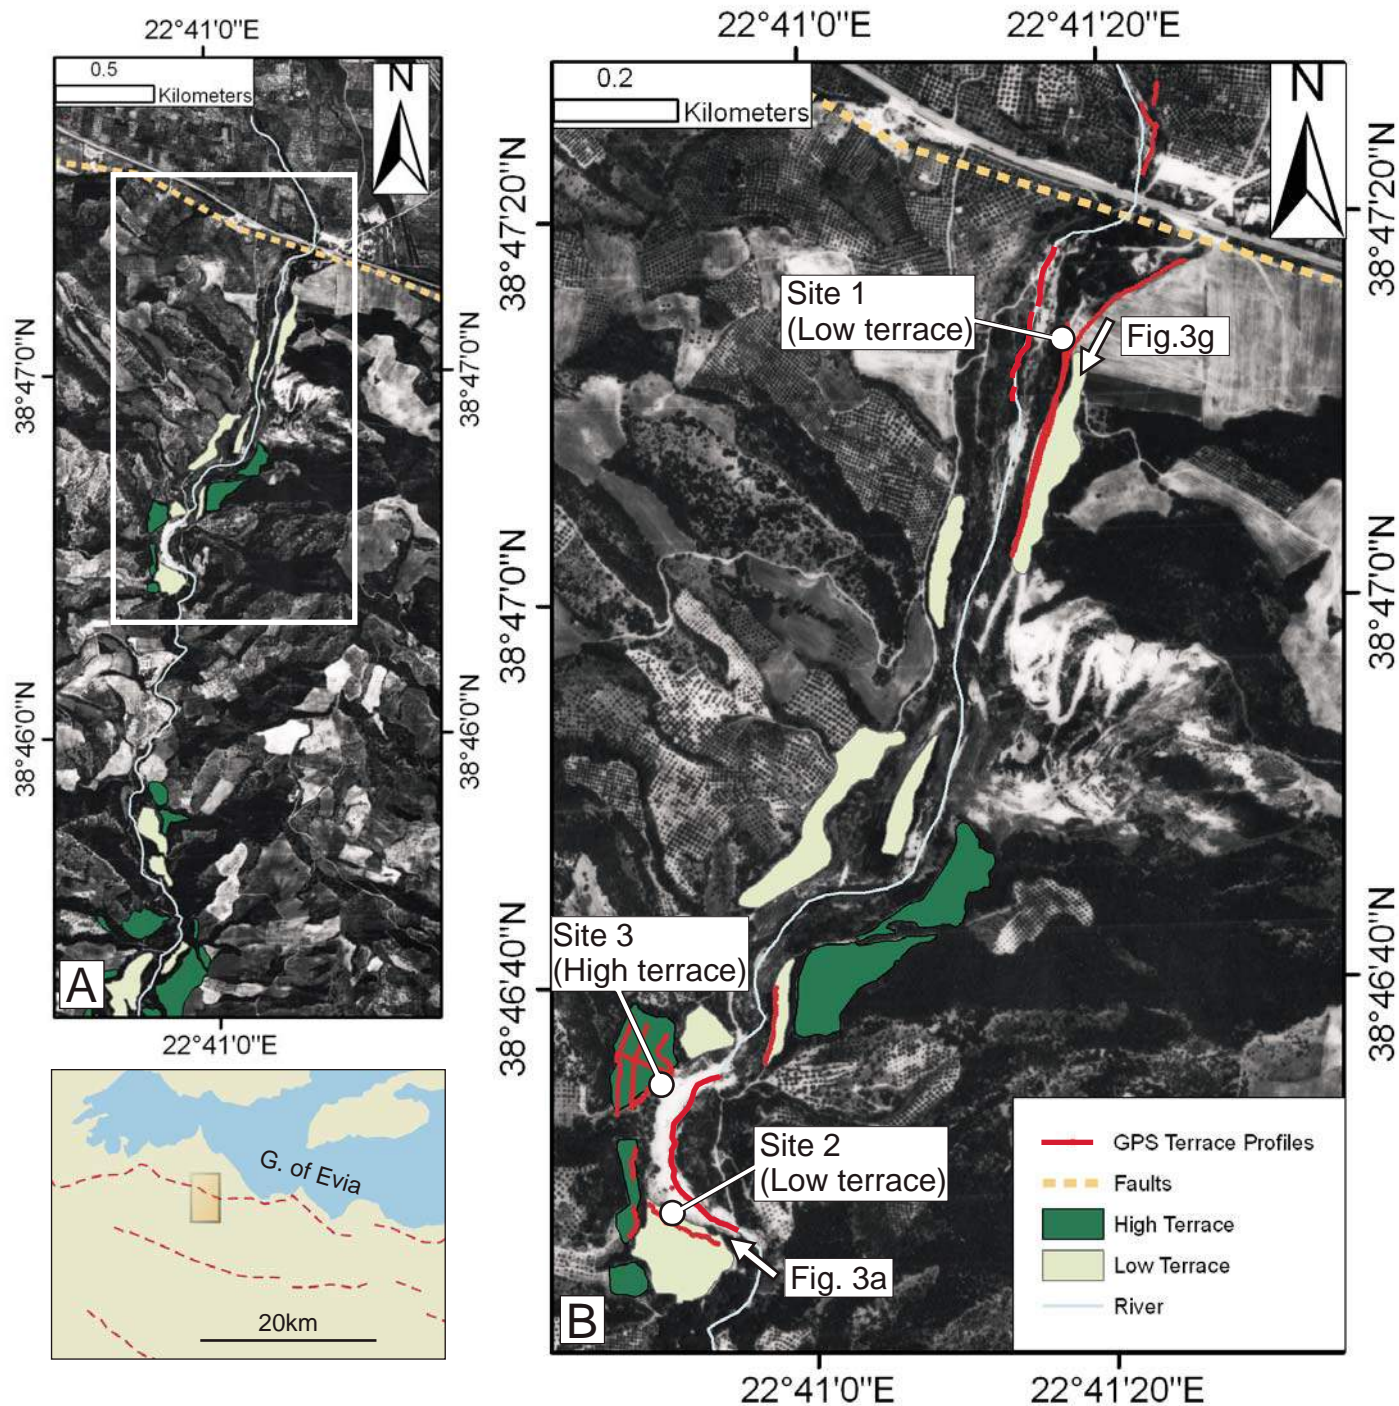 22°41'0"E
0.5
Kilometers
N
38°47'0"N
38°47'0"N
38°46'0"N
38°46'0"N
A
22°41'0"E
G. of Evia
20km
22°41'0"E
22°41'20"E
0.2
Kilometers
N
38°47'20"N
38°47'20"N
Site 1
(Low terrace)
Fig.3g
38°47'0"N
38°47'0"N
38°46'40"N
38°46'40"N
Site 3
(High terrace)
Site 2
(Low terrace)
Fig. 3a
B
GPS Terrace Profiles
Faults
High Terrace
Low Terrace
River
22°41'0"E
22°41'20"E